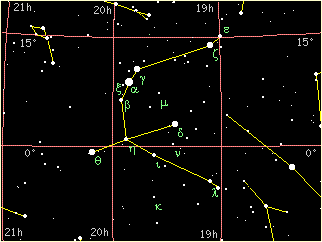 21h 20h 19h
ε
15° 15°
ζ
γ
ξ α
β μ
δ
0° η ν 0°
θ ι
λ
κ
21h 20h 19h